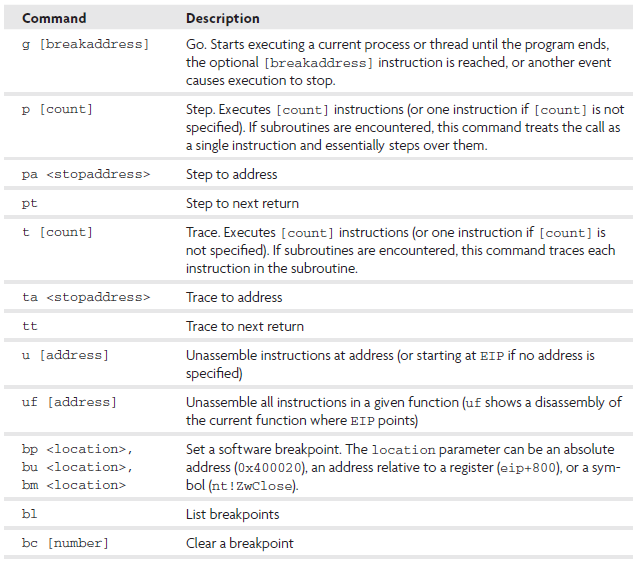 Command Description
g [breakaddress] Go. Starts executing a current process or thread until the program ends,
the optional [breakaddress] instruction is reached, or another event
causes execution to stop.
p [count] Step. Executes [count] instructions (or one instruction if [count] is not
specified). If subroutines are encountered, this command treats the call as
a single instruction and essentially steps over them.
pa <stopaddress> Step to address
pt Step to next return
t [count] Trace. Executes [count] instructions (or one instruction if [count] is
not specified). If subroutines are encountered, this command traces each
instruction in the subroutine.
ta <stopaddress> Trace to address
tt Trace to next return
u [address] Unassemble instructions at address (or starting at EIP if no address is
specified)
uf [address] Unassemble all instructions in a given function (uf shows a disassembly of
the current function where EIP points)
bp <location>, Set a software breakpoint. The location parameter can be an absolute
bu <location>, address (0x400020), an address relative to a register (eip+800), or a sym-
bm <location> bol (nt!ZwClose).
bl List breakpoints
bc [number] Clear a breakpoint